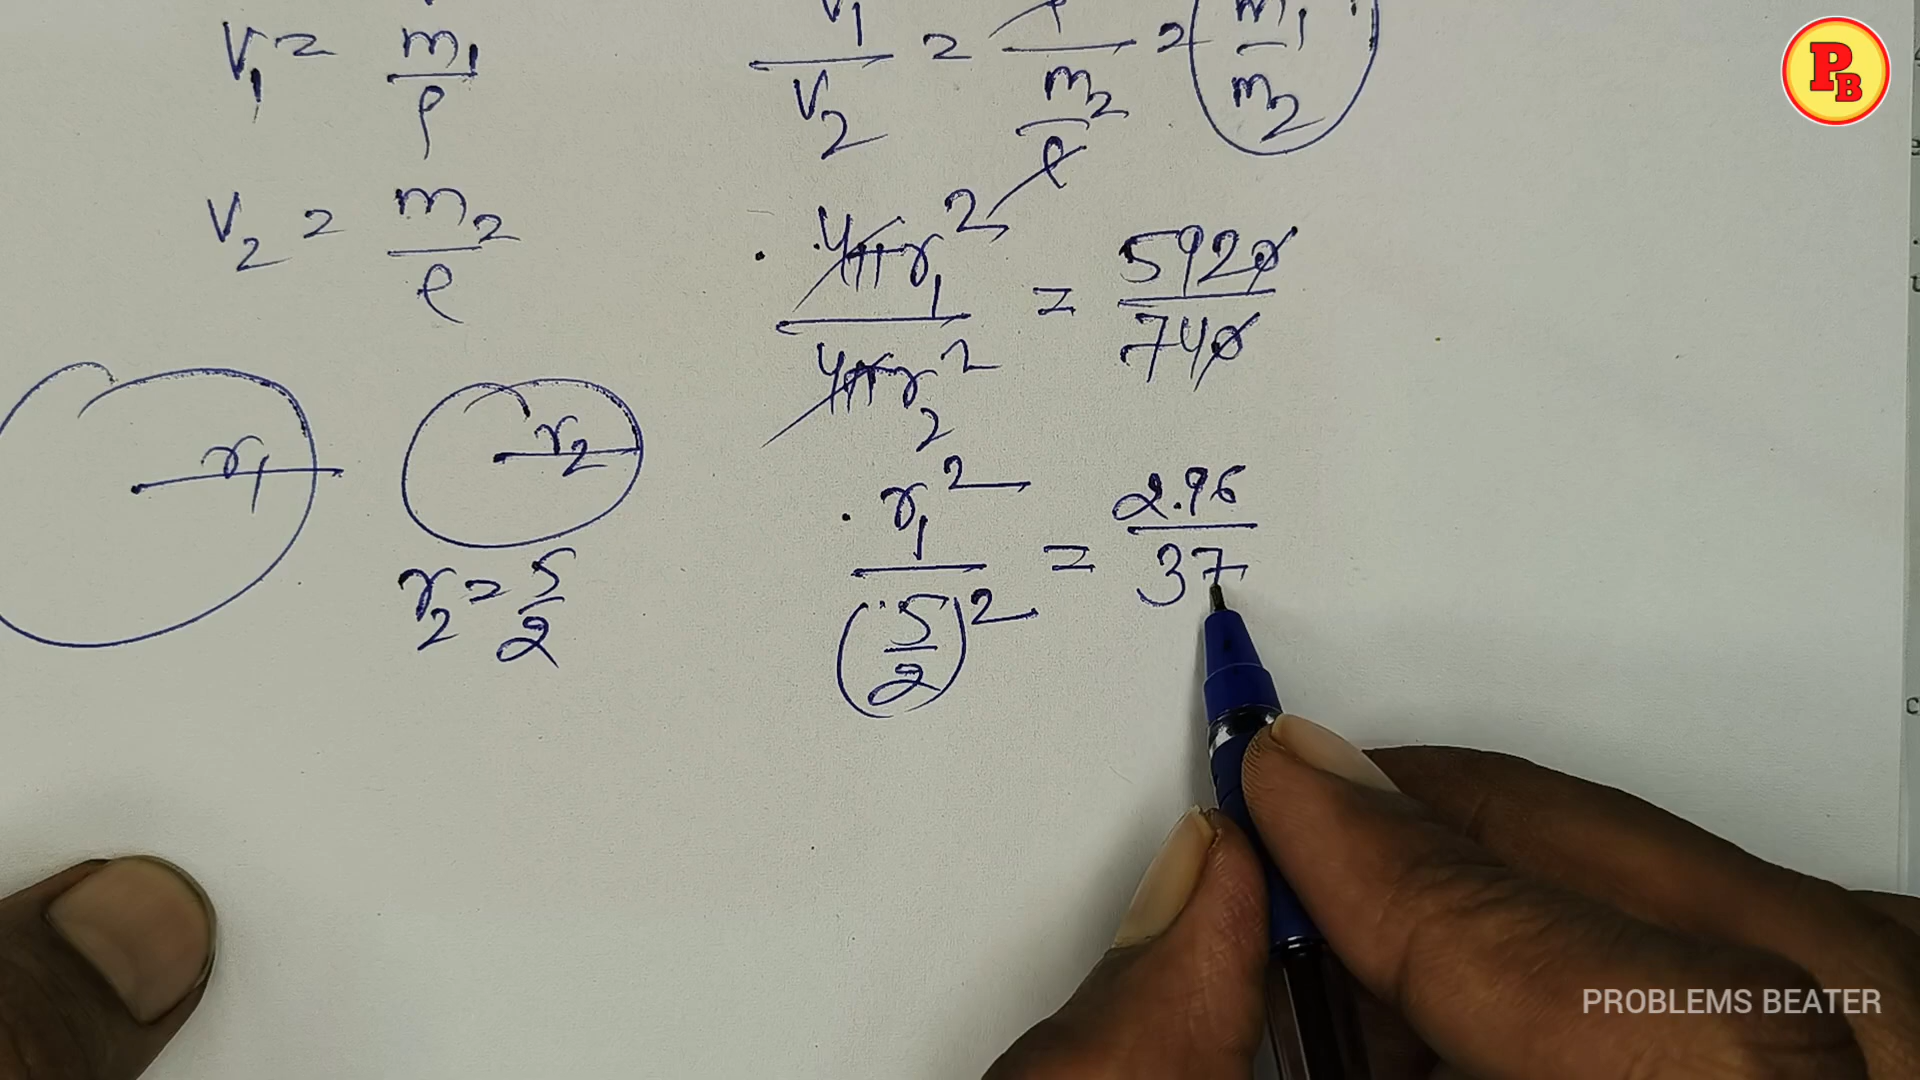 V₁ = m₁/ρ
V₁/V₂ = /m₂/ρ = m₁/m₂
V₂ = m₂/ρ
4πr₁²/4πr₂² = 5920/740
r₁
r₂
r₂ = 5/2
r₁²/(5/2)² = 2.96/37
PB
PROBLEMS BEATER